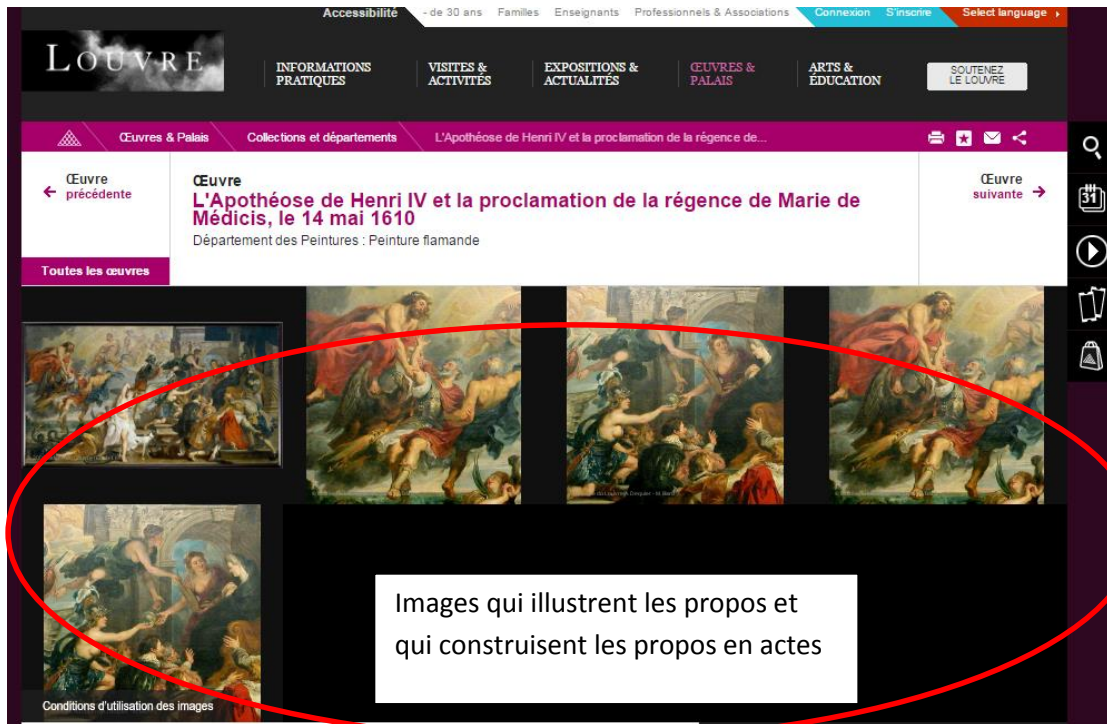 Accessibilité - de 30 ans Familles Enseignants Professionnels & Associations Connexion S'inscrire Select language
LOUVRE
INFORMATIONS
PRATIQUES
VISITES &
ACTIVITÉS
EXPOSITIONS &
ACTUALITÉS
ŒUVRES &
PALAIS
ARTS &
ÉDUCATION
SOUTENEZ
LE LOUVRE
Œuvres & Palais Collections et départements L'Apothéose de Henri IV et la proclamation de la régence de...
Œuvre
précédente
Œuvre
L'Apothéose de Henri IV et la proclamation de la régence de Marie de
Médicis, le 14 mai 1610
Département des Peintures : Peinture flamande
Œuvre
suivante
31
Toutes les œuvres
Images qui illustrent les propos et
qui construisent les propos en actes
Conditions d'utilisation des images